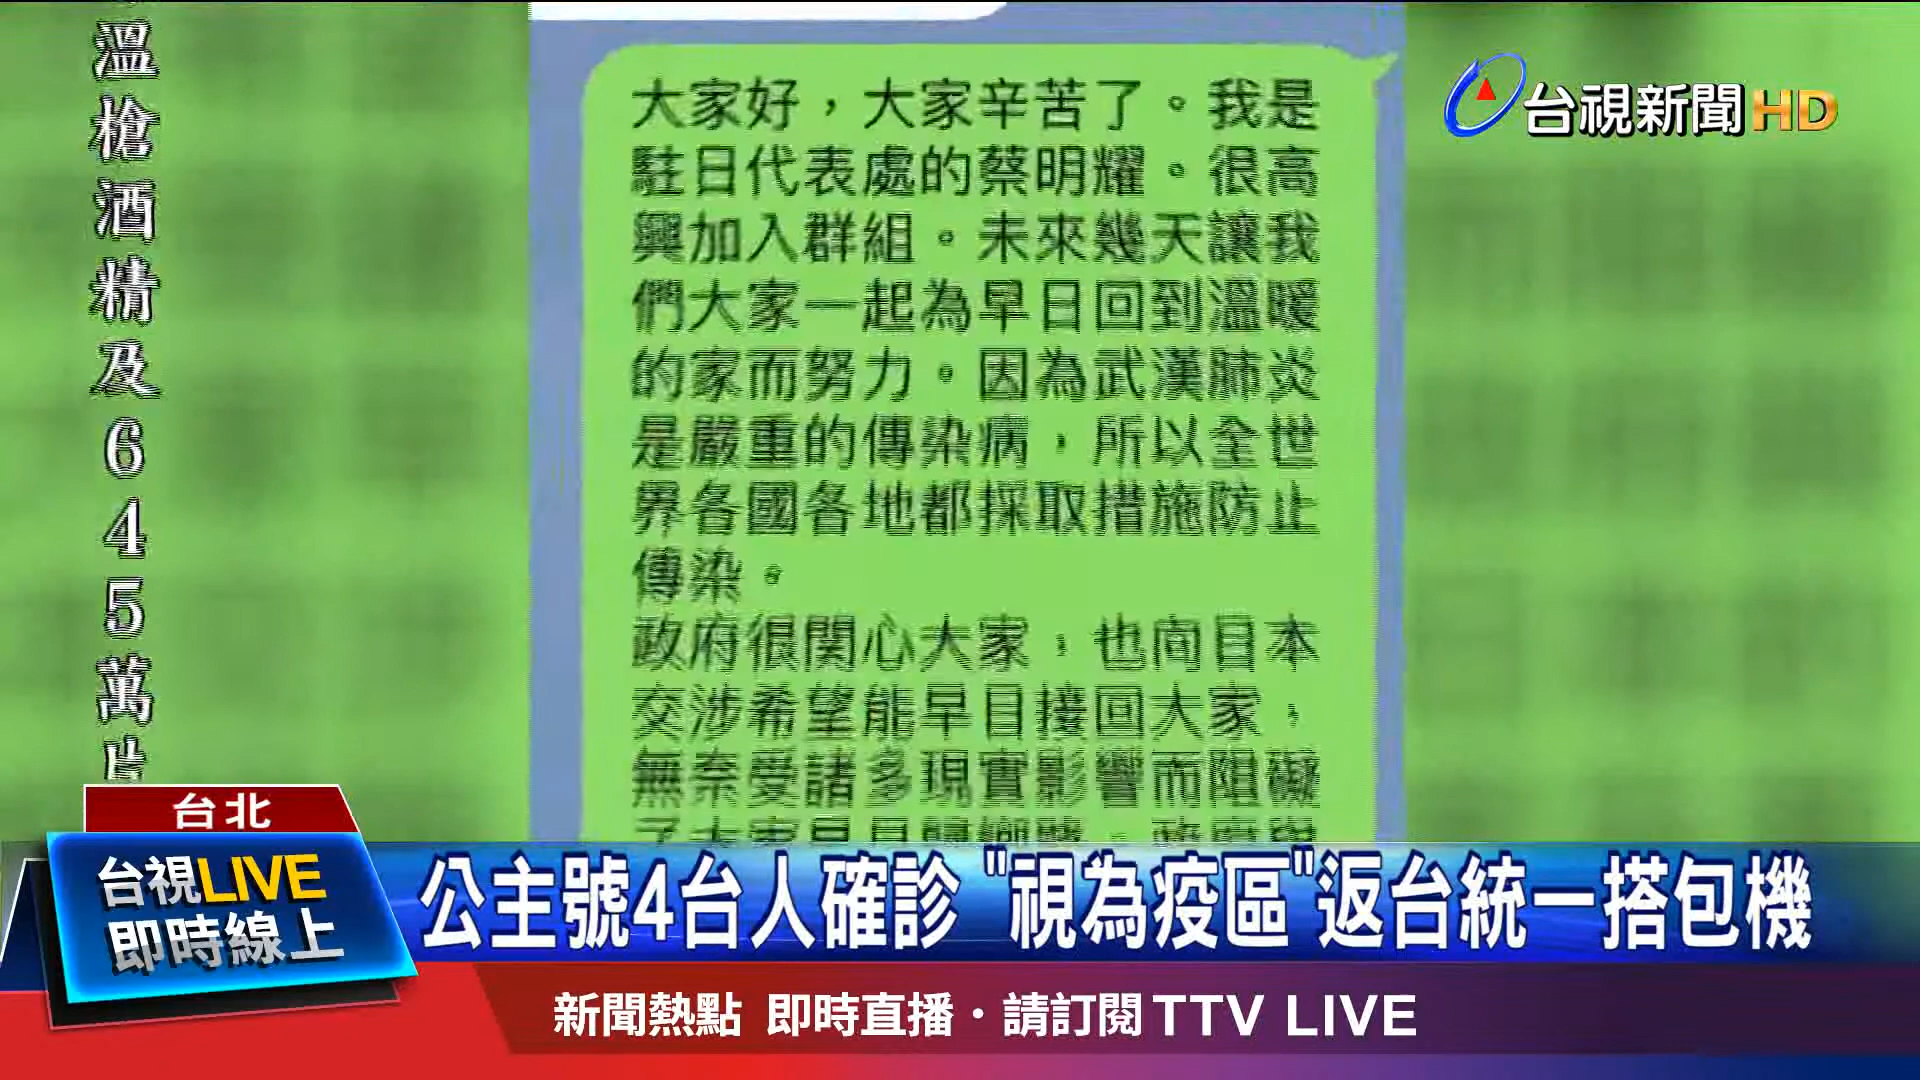 溫槍酒精及645萬片
大家好，大家辛苦了。我是
駐日代表處的蔡明耀。很高
興加入群組。未來幾天讓我
們大家一起為早日回到溫暖
的家而努力。因為武漢肺炎
是嚴重的傳染病，所以全世
界各國各地都採取措施防止
傳染。
政府很関心大家，也向日本
交涉希望能早日接回大家，
無奈受諸多現實影響而阻礙
台視新聞HD
台北
台視LIVE
即時線上
公主號4台人確診 "視為疫區"返台統一搭包機
新聞熱點 即時直播·請訂閱TTV LIVE